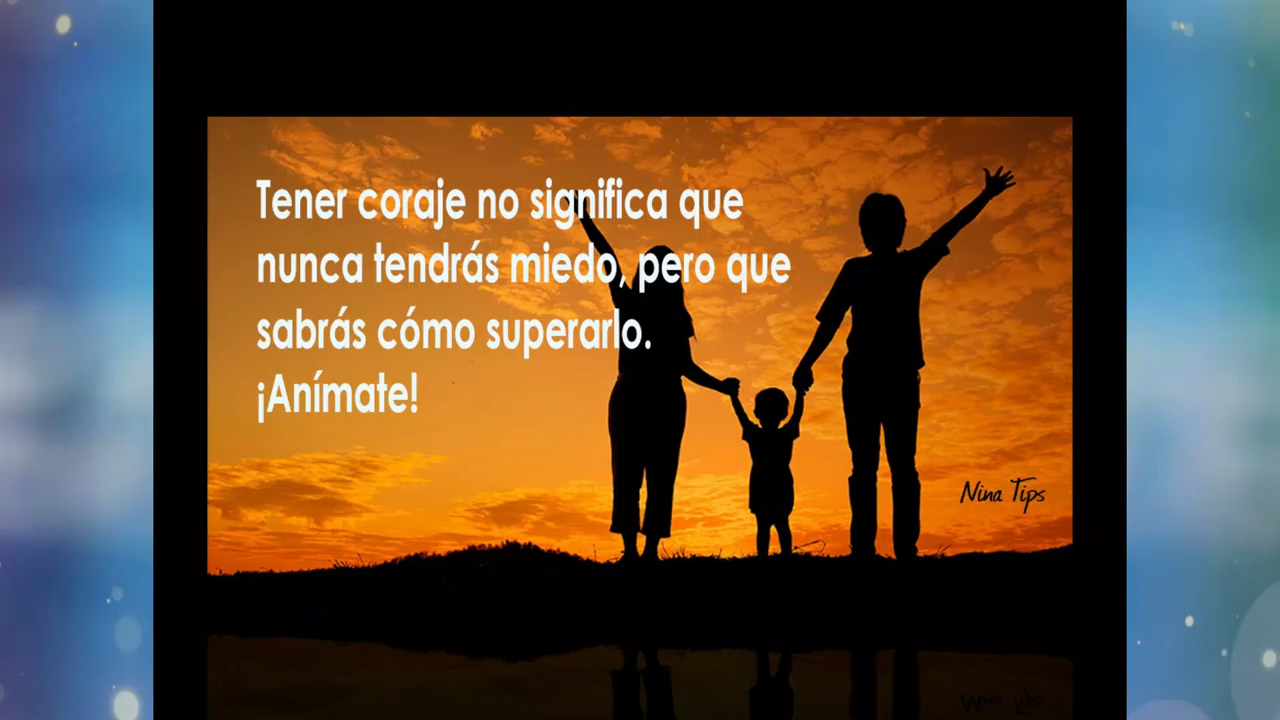 Tener coraje no significa que
nunca tendrás miedo, pero que
sabrás cómo superarlo.
¡Anímate!
Nina Tips